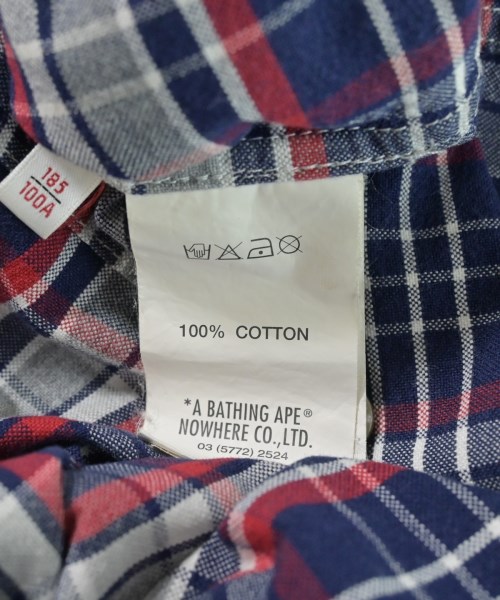 185
100A
100% COTTON
*A BATHING APE®
NOWHERE CO.,LTD.
03 (5772) 2524